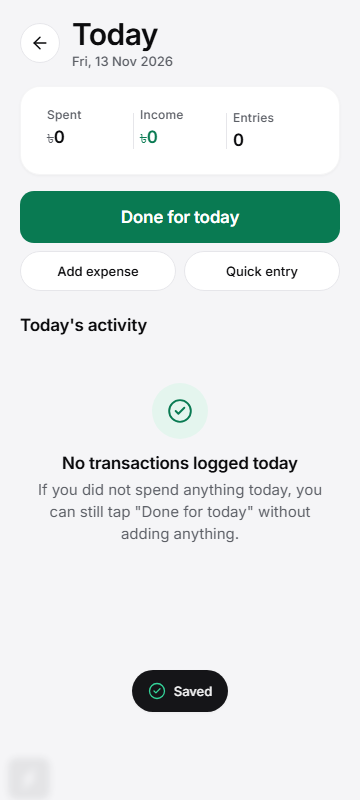 Today
Fri, 13 Nov 2026
Spent
Income
Entries
৳0
৳0
0
Done for today
Add expense
Quick entry
Today's activity
No transactions logged today
If you did not spend anything today, you
can still tap "Done for today" without
adding anything.
Saved